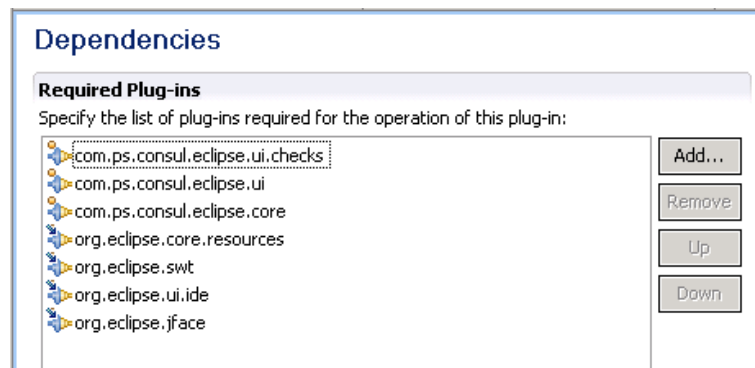 Dependencies
Required Plug-ins
Specify the list of plug-ins required for the operation of this plug-in:
com.ps.consul.eclipse.ui.checks
Add...
com.ps.consul.eclipse.ui
com.ps.consul.eclipse.core
Remove
org.eclipse.core.resources
Up
org.eclipse.swt
org.eclipse.ui.ide
Down
org.eclipse.jface